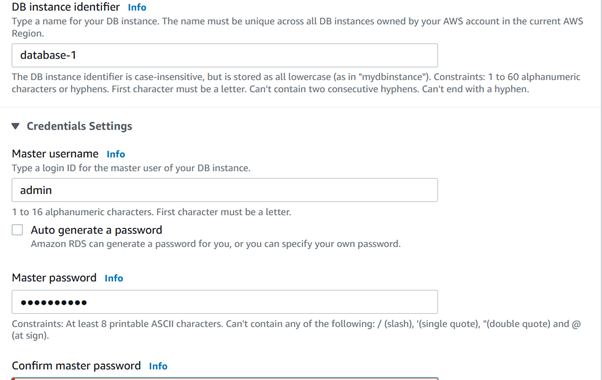 DB instance identifier Info
Type a name for your DB instance. The name must be unique across all DB instances owned by your AWS account in the current AWS
Region.
database-1
The DB instance identifier is case-insensitive, but is stored as all lowercase (as in "mydbinstance"). Constraints: 1 to 60 alphanumeric
characters or hyphens. First character must be a letter. Can't contain two consecutive hyphens. Can't end with a hyphen.
Credentials Settings
Master username Info
Type a login ID for the master user of your DB instance.
admin
1 to 16 alphanumeric characters. First character must be a letter.
Auto generate a password
Amazon RDS can generate a password for you, or you can specify your own password.
Master password Info
••••••••••
Constraints: At least 8 printable ASCII characters. Can't contain any of the following: / (slash), '(single quote), "(double quote) and @
(at sign).
Confirm master password Info